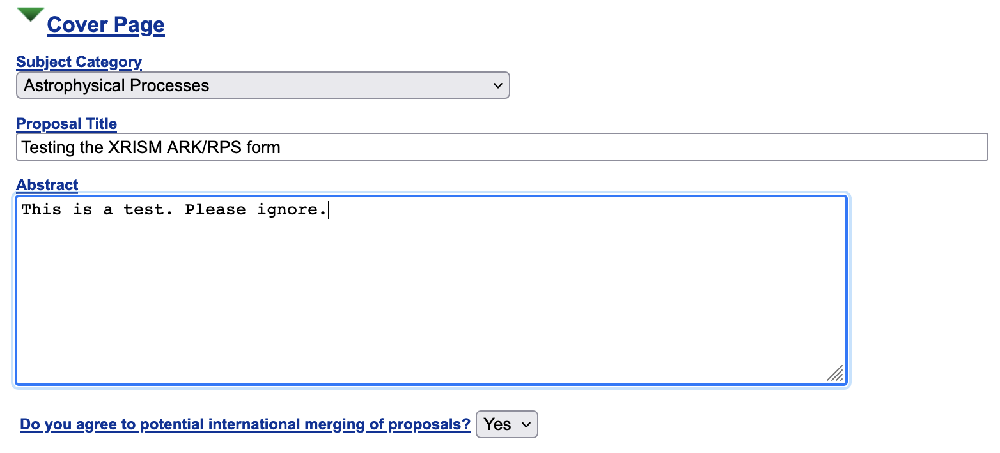 Cover Page
Subject Category
Astrophysical Processes
Proposal Title
Testing the XRISM ARK/RPS form
Abstract
This is a test. Please ignore.
Do you agree to potential international merging of proposals? Yes